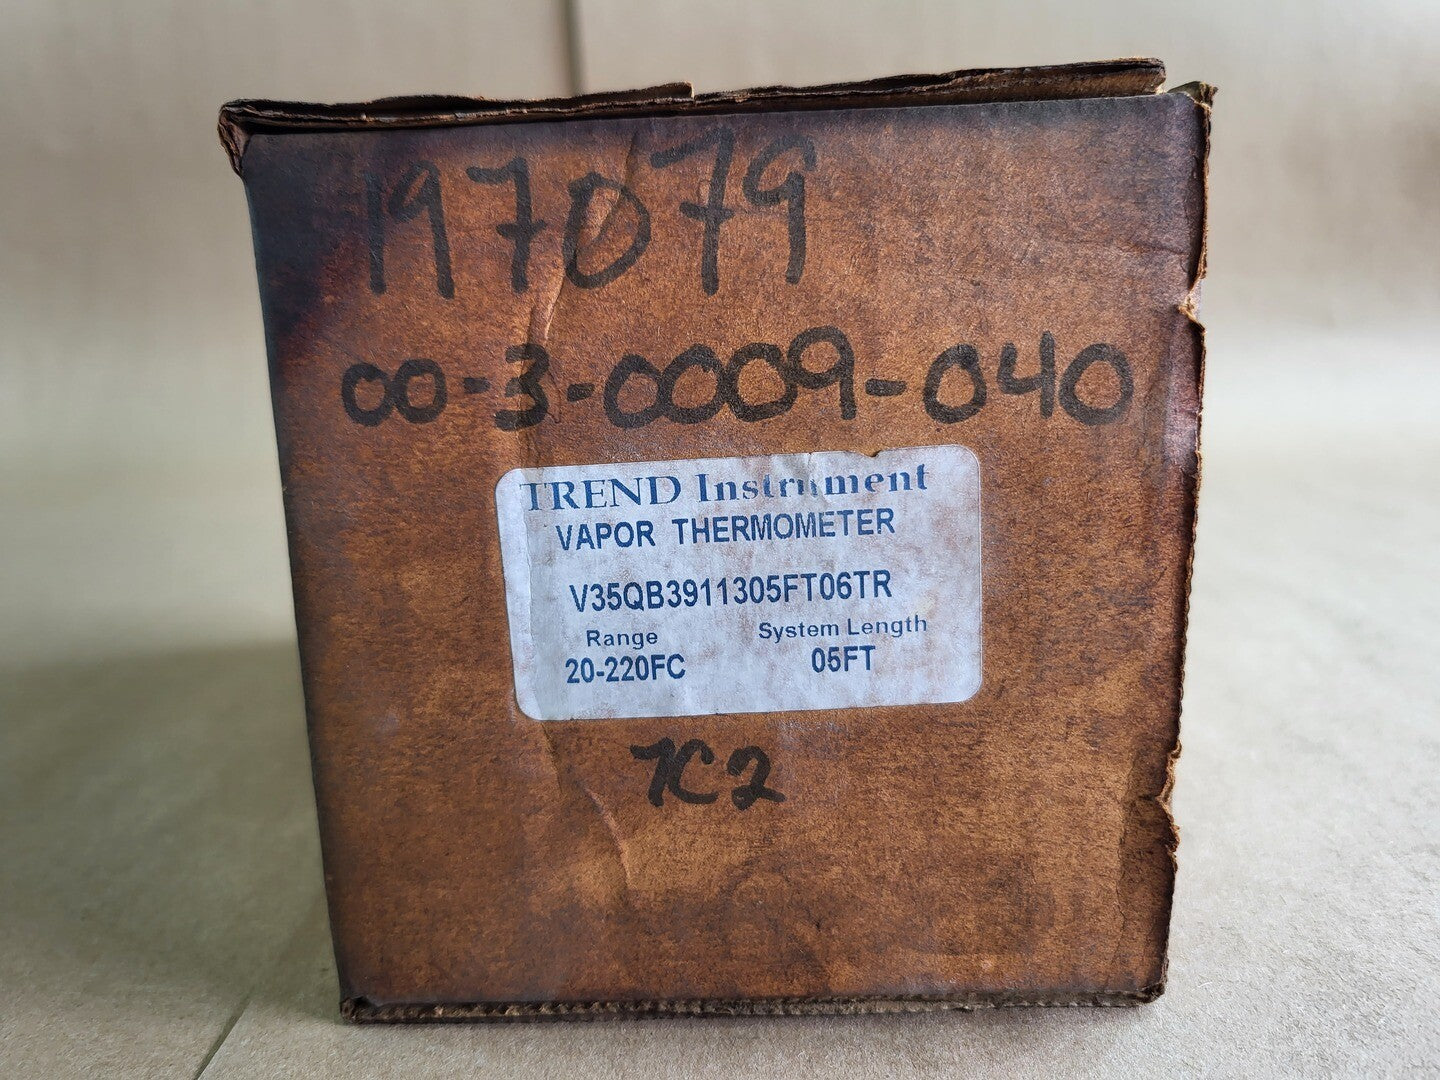 197079
00-3-0009-040
TREND Instrument
VAPOR THERMOMETER
V35QB3911305FT06TR
Range System Length
20-220FC 05FT
7C2